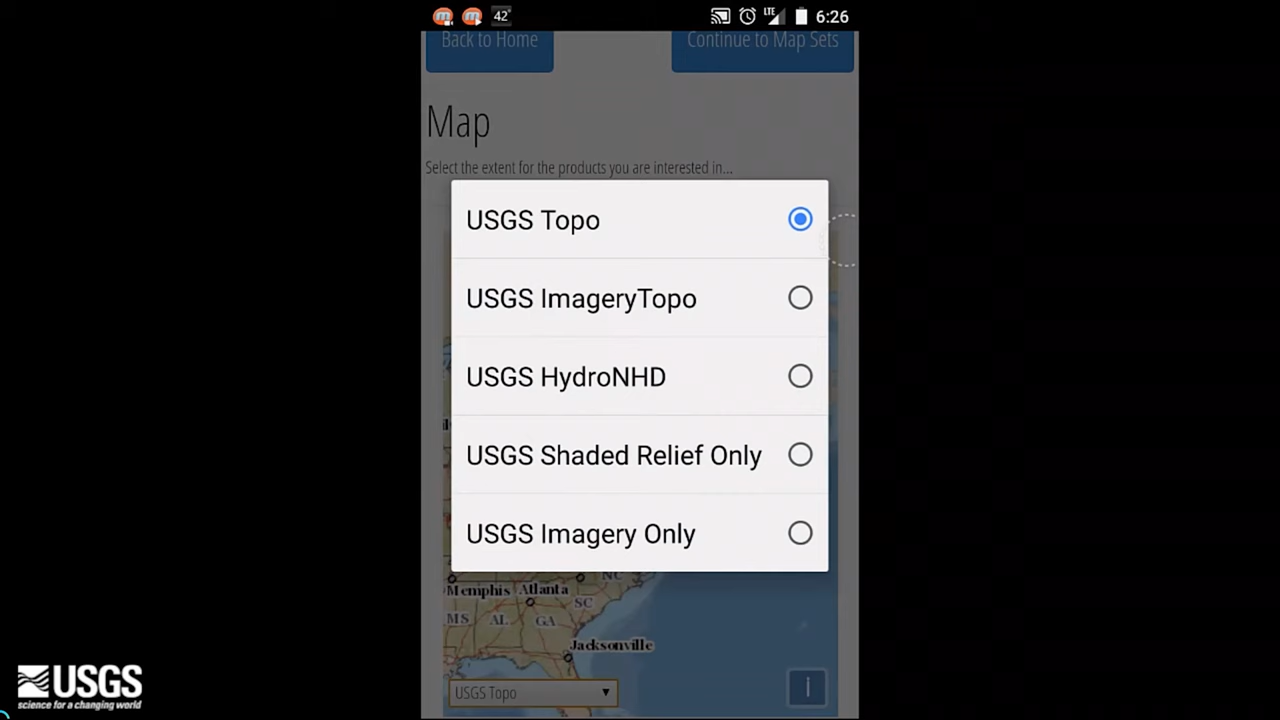 42°
LTE
6:26
Back to Home
Continue to Map Sets
Map
Select the extent for the products you are interested in...
USGS Topo
USGS ImageryTopo
USGS HydroNHD
USGS Shaded Relief Only
USGS Imagery Only
NC
Memphis Atlanta
SC
MS AL GA
Jacksonville
USGS Topo
i
USGS
science for a changing world